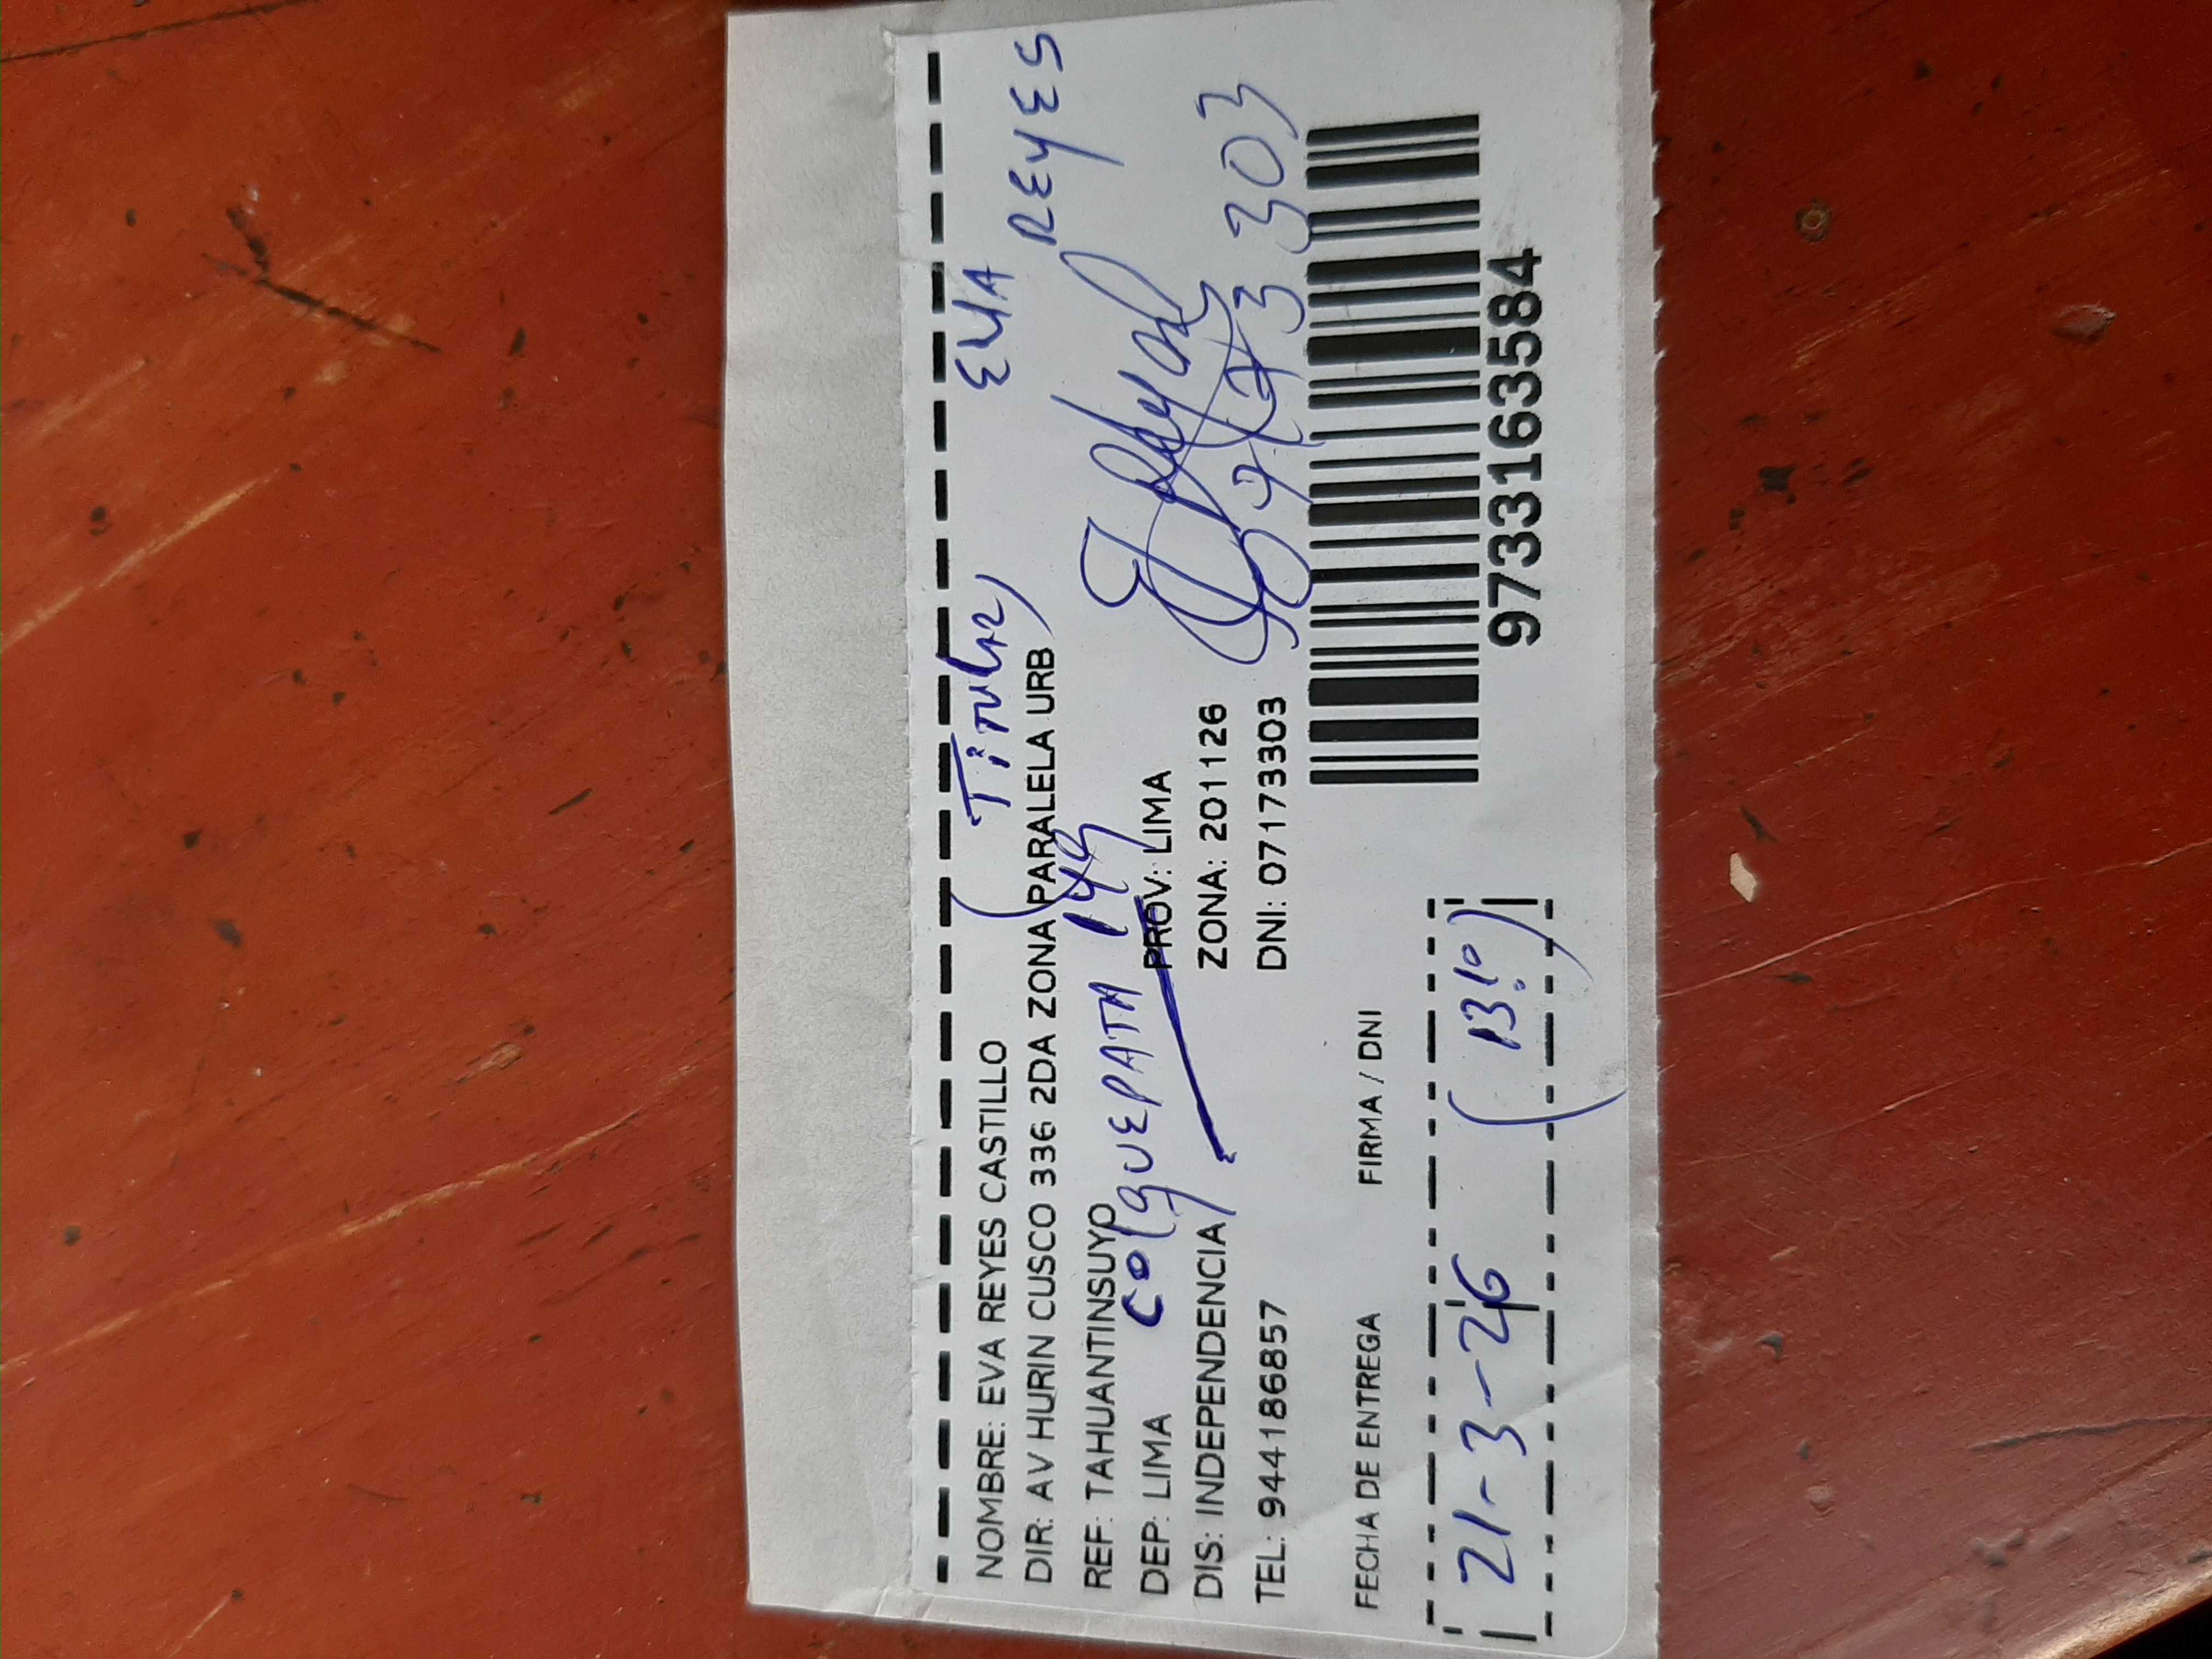 (TITULAR)
EVA
REYES
NOMBRE: EVA REYES CASTILLO
DIR: AV HURIN CUSCO 336 2DA ZONA PARALELA URB
REF: TAHUANTINSUYO
COLQUEPATA 149
DEP: LIMA PROV: LIMA
DIS: INDEPENDENCIA ZONA: 201126
TEL: 944186857 DNI: 07173303
07173303
FECHA DE ENTREGA FIRMA / DNI
9733163584
21-3-26 (13:10)